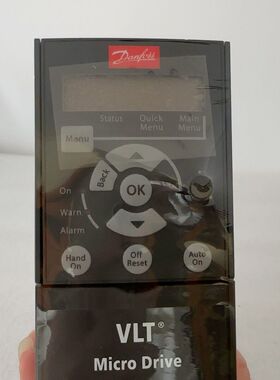 Danfoss
Status Quick Menu Main Menu
Menu
Back
OK
On
Warn.
Alarm
Hand On
Off Reset
Auto On
VLT®
Micro Drive